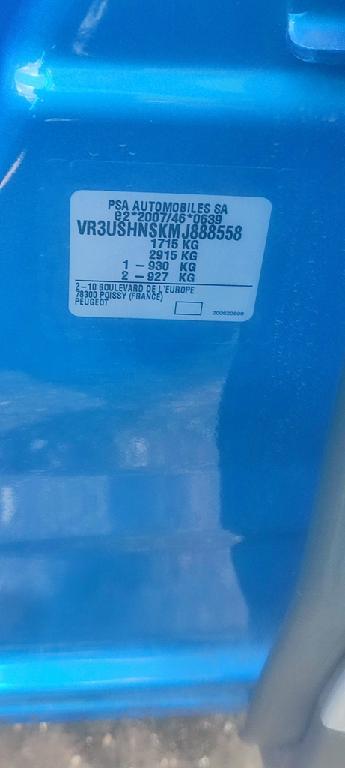 PSA AUTOMOBILES SA
B2*2007/46*0639
VR3USHNSKMJ888558
1715 KG
2915 KG
1 - 930 KG
2 - 927 KG
2-10 BOULEVARD DE L'EUROPE
78300 POISSY (FRANCE)
PEUGEOT